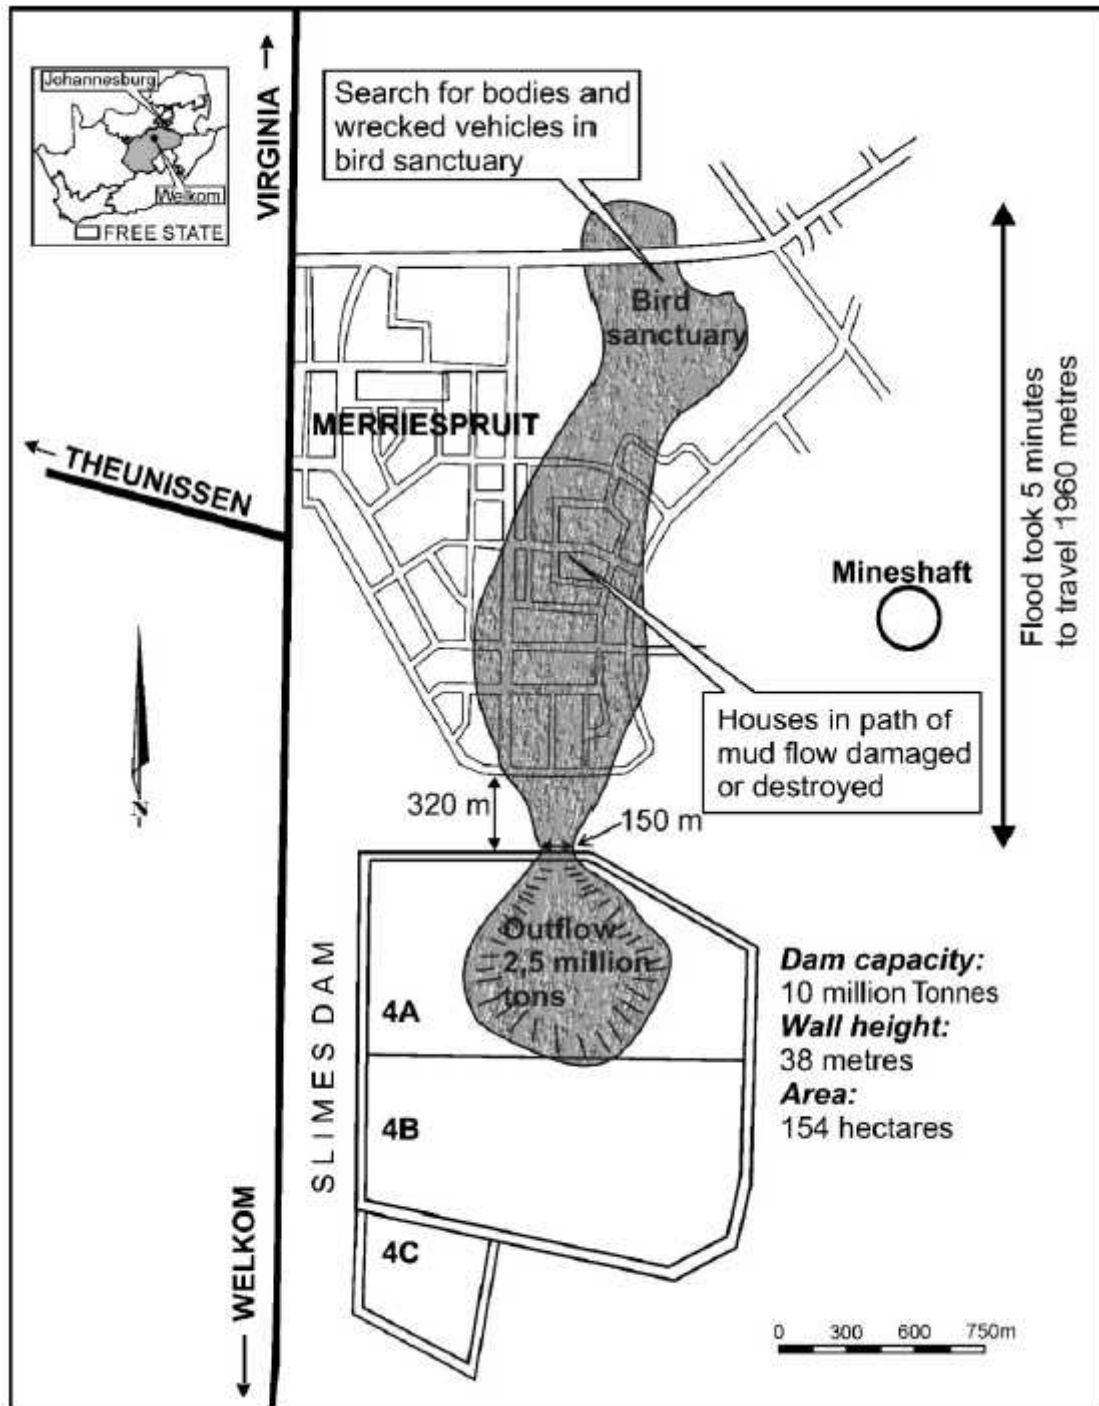 Johannesburg
Welkom
FREE STATE
VIRGINIA
Search for bodies and
wrecked vehicles in
bird sanctuary
Bird
sanctuary
MERRIESPRUIT
THEUNISSEN
Flood took 5 minutes
to travel 1960 metres
Mineshaft
N
Houses in path of
mud flow damaged
or destroyed
320 m
150 m
Outflow
2,5 million
tons
SLIMES DAM
4A
4B
4C
Dam capacity:
10 million Tonnes
Wall height:
38 metres
Area:
154 hectares
WELKOM
0 300 600 750m